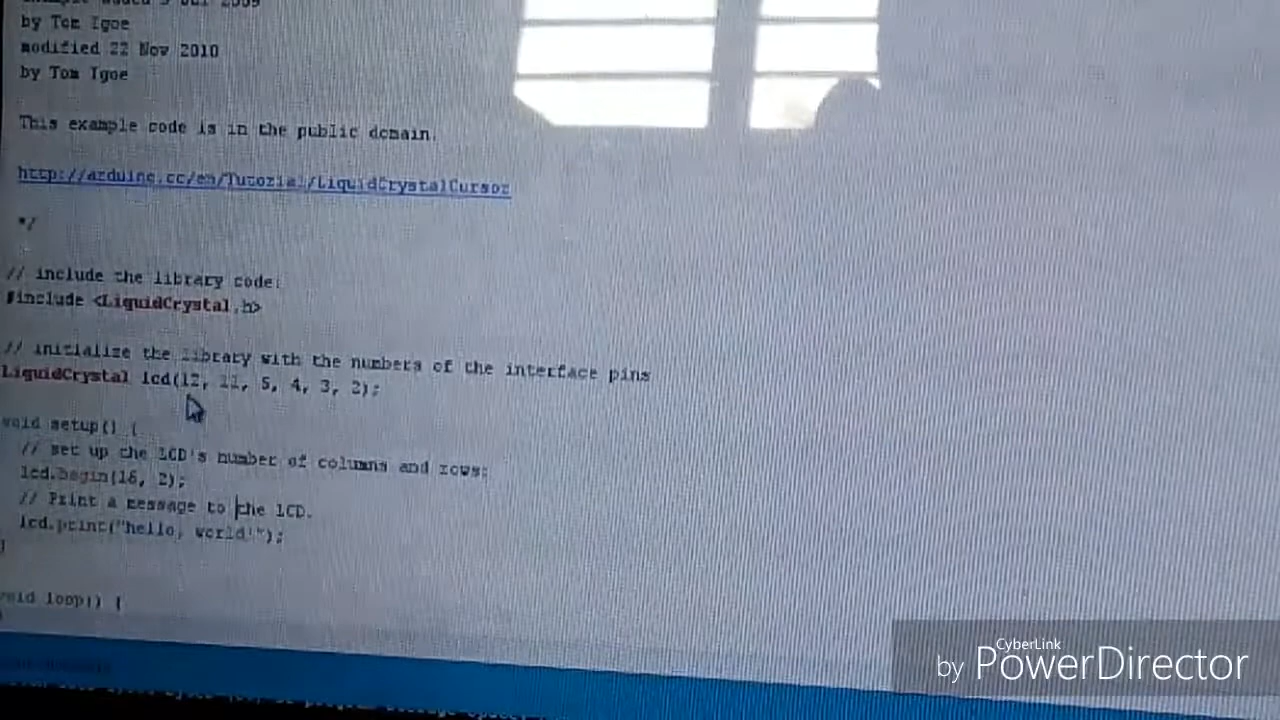 by Tom Igoe
modified 22 Nov 2010
by Tom Igoe
This example code is in the public domain.
http://arduino.cc/en/Tutorial/LiquidCrystalCursor
*/
// include the library code:
#include <LiquidCrystal.h>
// initialize the library with the numbers of the interface pins
LiquidCrystal lcd(12, 11, 5, 4, 3, 2);
void setup() {
// set up the LCD's number of columns and rows:
lcd.begin(16, 2);
// Print a message to the LCD.
lcd.print("hello, world!");
}
void loop() {
CyberLink
by PowerDirector